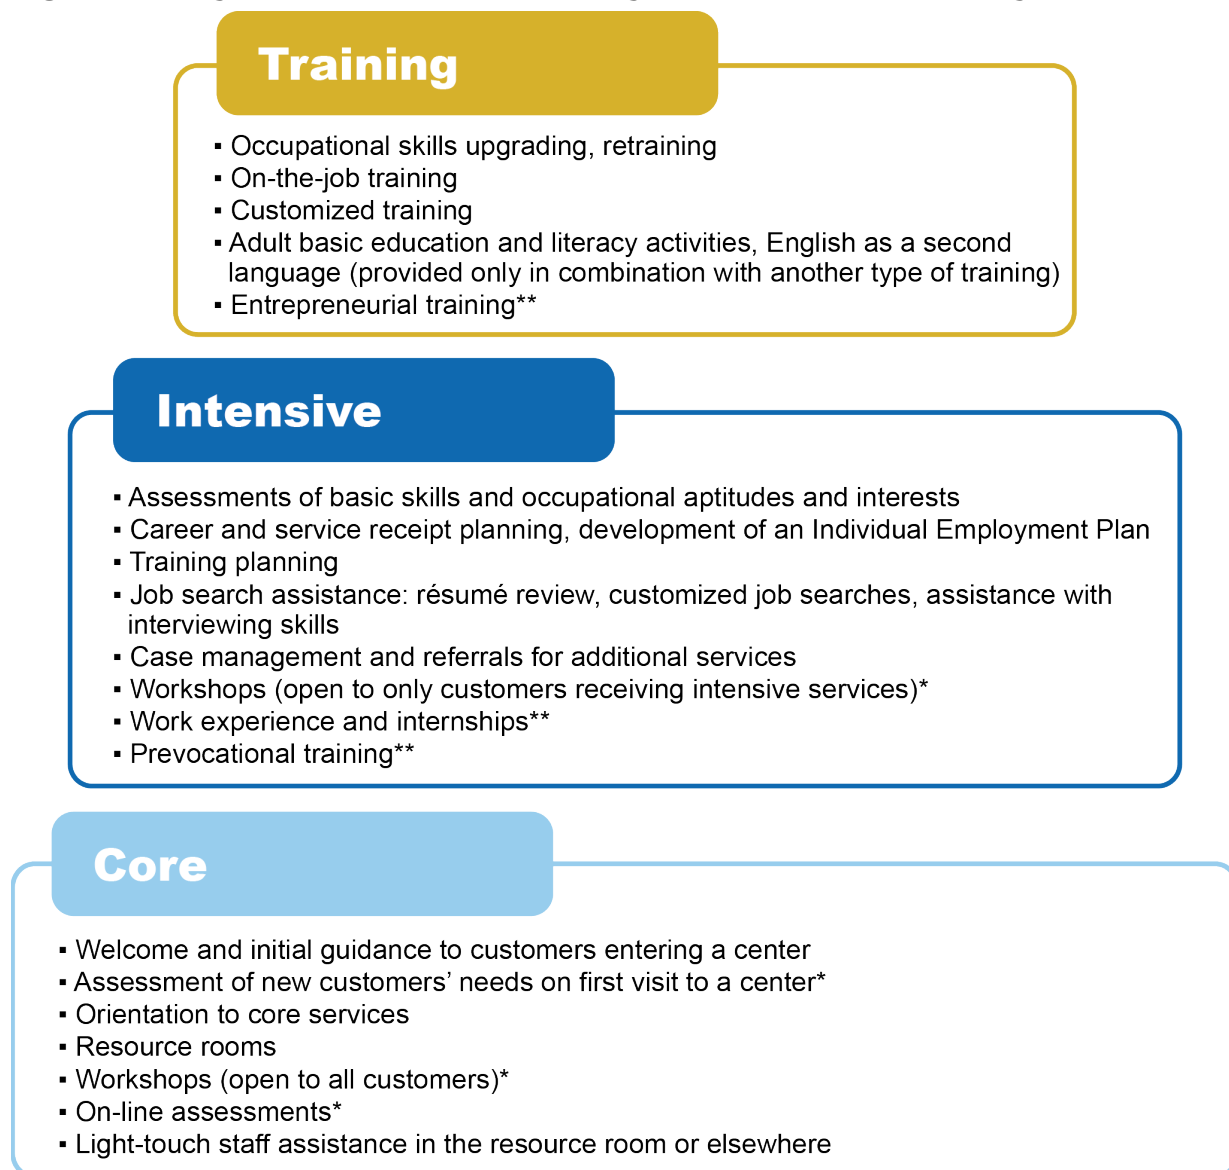 Training
▪ Occupational skills upgrading, retraining
▪ On-the-job training
▪ Customized training
▪ Adult basic education and literacy activities, English as a second
language (provided only in combination with another type of training)
▪ Entrepreneurial training**
Intensive
▪ Assessments of basic skills and occupational aptitudes and interests
▪ Career and service receipt planning, development of an Individual Employment Plan
▪ Training planning
▪ Job search assistance: résumé review, customized job searches, assistance with
interviewing skills
▪ Case management and referrals for additional services
▪ Workshops (open to only customers receiving intensive services)*
▪ Work experience and internships**
▪ Prevocational training**
Core
▪ Welcome and initial guidance to customers entering a center
▪ Assessment of new customers’ needs on first visit to a center*
▪ Orientation to core services
▪ Resource rooms
▪ Workshops (open to all customers)*
▪ On-line assessments*
▪ Light-touch staff assistance in the resource room or elsewhere